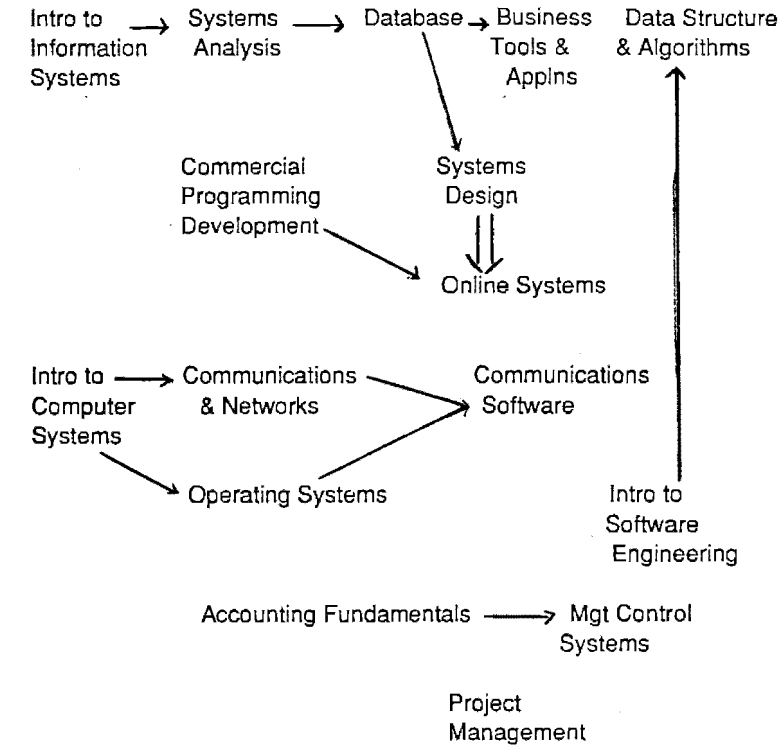 Intro to
Information
Systems
Systems
Analysis
Database
Business
Tools &
Applns
Data Structure
& Algorithms
Commercial
Programming
Development
Systems
Design
Online Systems
Intro to
Computer
Systems
Communications
& Networks
Communications
Software
Operating Systems
Intro to
Software
Engineering
Accounting Fundamentals
Mgt Control
Systems
Project
Management